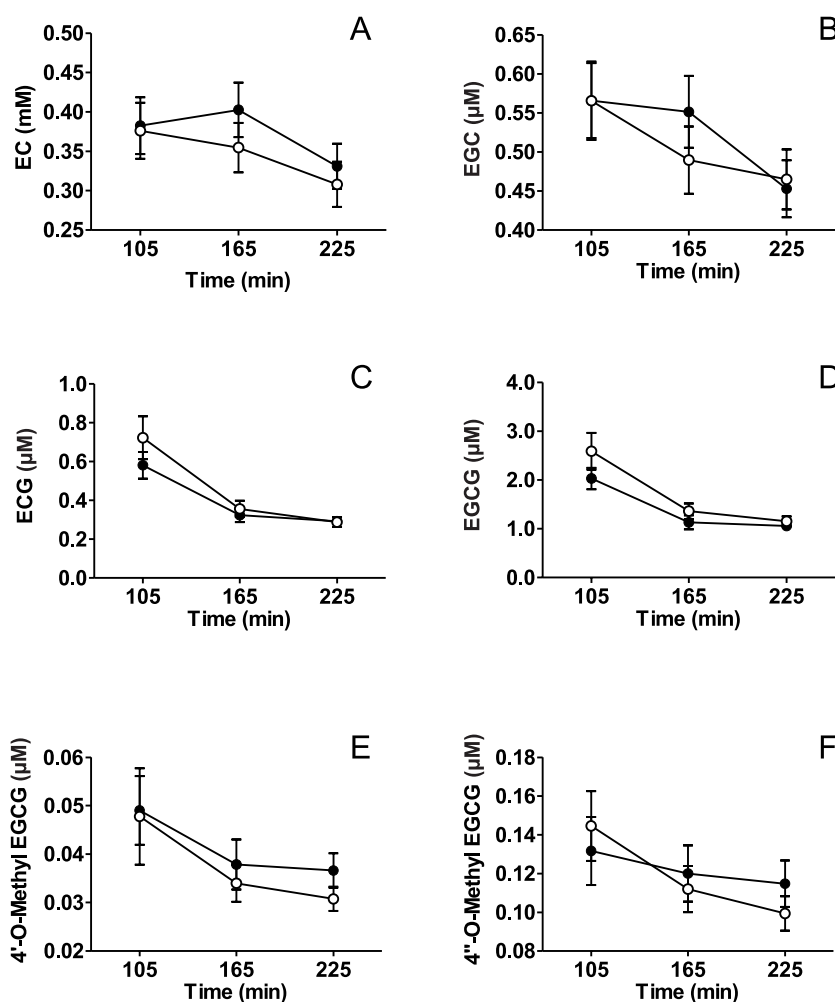 A
EC (mM)
0.50
0.45
0.40
0.35
0.30
0.25
105 165 225
Time (min)
B
EGC (µM)
0.65
0.60
0.55
0.50
0.45
0.40
105 165 225
Time (min)
C
ECG (µM)
1.0
0.8
0.6
0.4
0.2
0.0
105 165 225
Time (min)
D
EGCG (µM)
4.0
3.0
2.0
1.0
0.0
105 165 225
Time (min)
E
4'-O-Methyl EGCG (µM)
0.06
0.05
0.04
0.03
0.02
105 165 225
Time (min)
F
4"-O-Methyl EGCG (µM)
0.18
0.16
0.14
0.12
0.10
0.08
105 165 225
Time (min)